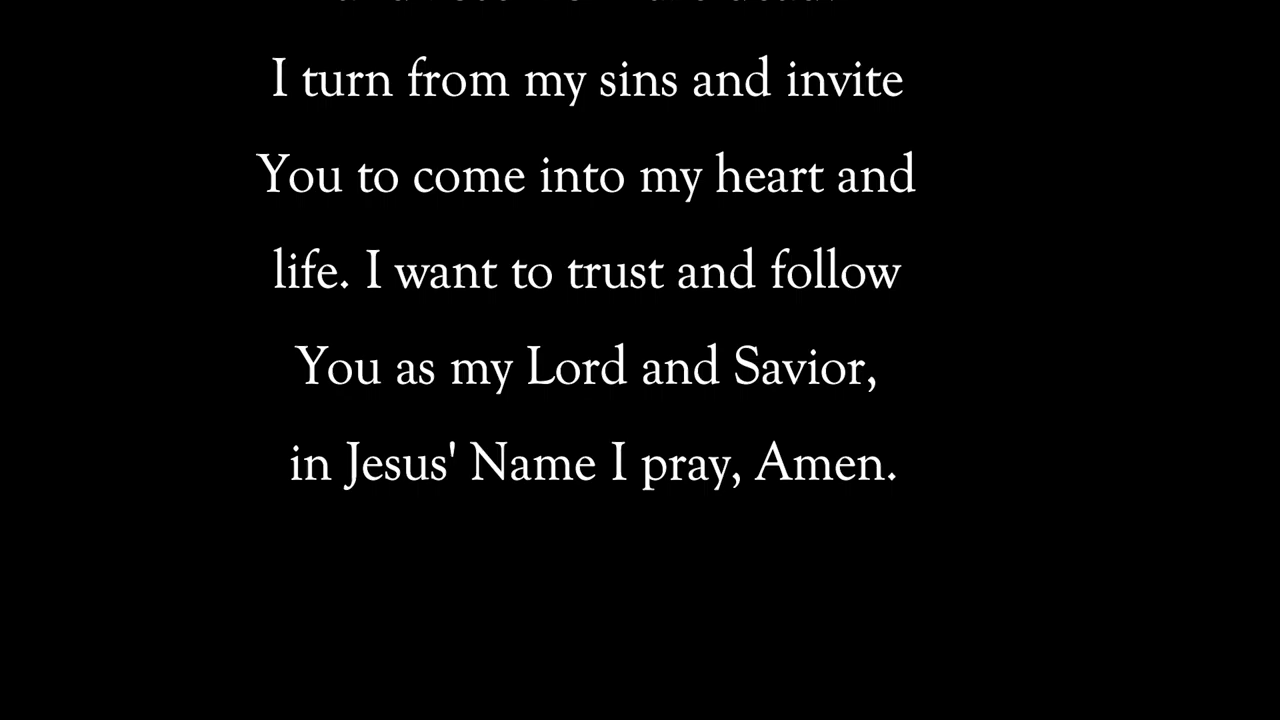 I turn from my sins and invite
You to come into my heart and
life. I want to trust and follow
You as my Lord and Savior,
in Jesus' Name I pray, Amen.